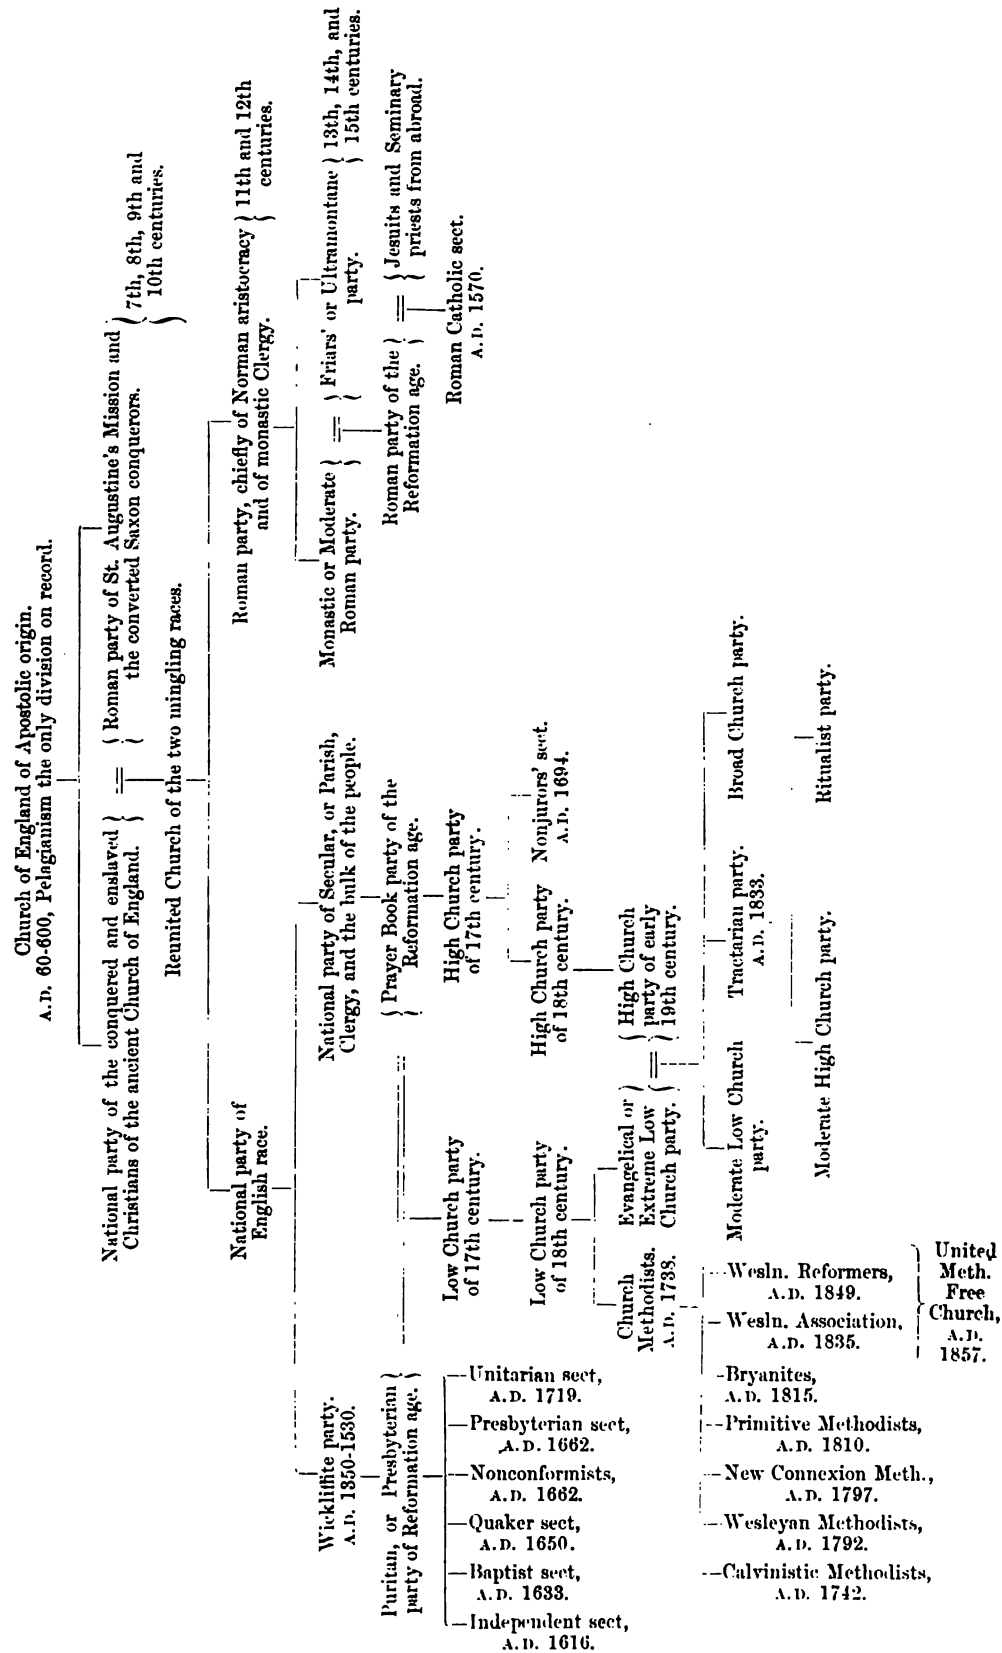 Church of England of Apostolic origin.
A.D. 60-600, Pelagianism the only division on record.
National party of the conquered and enslaved
Christians of the ancient Church of England.
Roman party of St. Augustine's Mission and
the converted Saxon conquerors.
7th, 8th, 9th and
10th centuries.
Reunited Church of the two mingling races.
National party of
English race.
Roman party, chiefly of Norman aristocracy
and of monastic Clergy.
11th and 12th
centuries.
Wickliffite party.
A.D. 1350-1530.
National party of Secular, or Parish,
Clergy, and the bulk of the people.
Monastic or Moderate
Roman party.
Friars' or Ultramontane
party.
13th, 14th, and
15th centuries.
Puritan, or Presbyterian
party of Reformation age.
Prayer Book party of the
Reformation age.
Roman party of the
Reformation age.
Jesuits and Seminary
priests from abroad.
Roman Catholic sect.
A.D. 1570.
Low Church party
of 17th century.
High Church party
of 17th century.
Unitarian sect,
A.D. 1719.
Presbyterian sect,
A.D. 1662.
Nonconformists,
A.D. 1662.
Quaker sect,
A.D. 1650.
Baptist sect,
A.D. 1633.
Independent sect,
A.D. 1616.
Low Church party
of 18th century.
High Church party
of 18th century.
Nonjurors' sect.
A.D. 1694.
Church
Methodists.
A.D. 1738.
Evangelical or
Extreme Low
Church party.
High Church
party of early
19th century.
Wesln. Reformers,
A.D. 1849.
Wesln. Association,
A.D. 1835.
United
Meth.
Free
Church,
A.D.
1857.
Bryanites,
A.D. 1815.
Primitive Methodists,
A.D. 1810.
New Connexion Meth.,
A.D. 1797.
Wesleyan Methodists,
A.D. 1792.
Calvinistic Methodists,
A.D. 1742.
Moderate Low Church
party.
Tractarian party.
A.D. 1833.
Broad Church party.
Moderate High Church party.
Ritualist party.